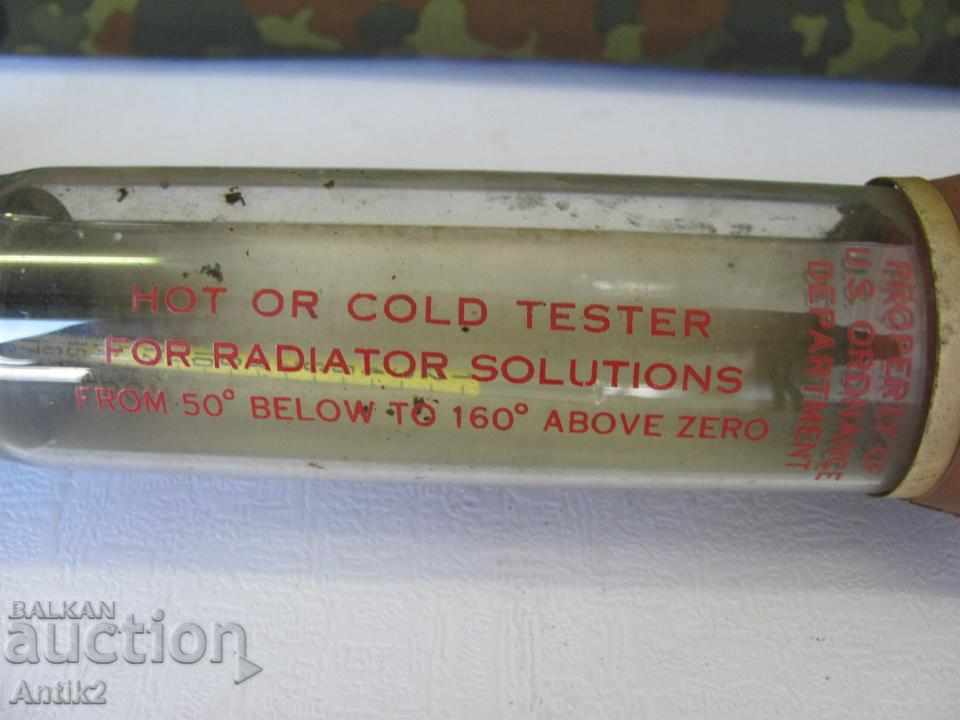 HOT OR COLD TESTER
FOR RADIATOR SOLUTIONS
FROM 50° BELOW TO 160° ABOVE ZERO
PROPERTY OF
U.S. ORDNANCE
DEPARTMENT
BALKAN
auction
Antik2